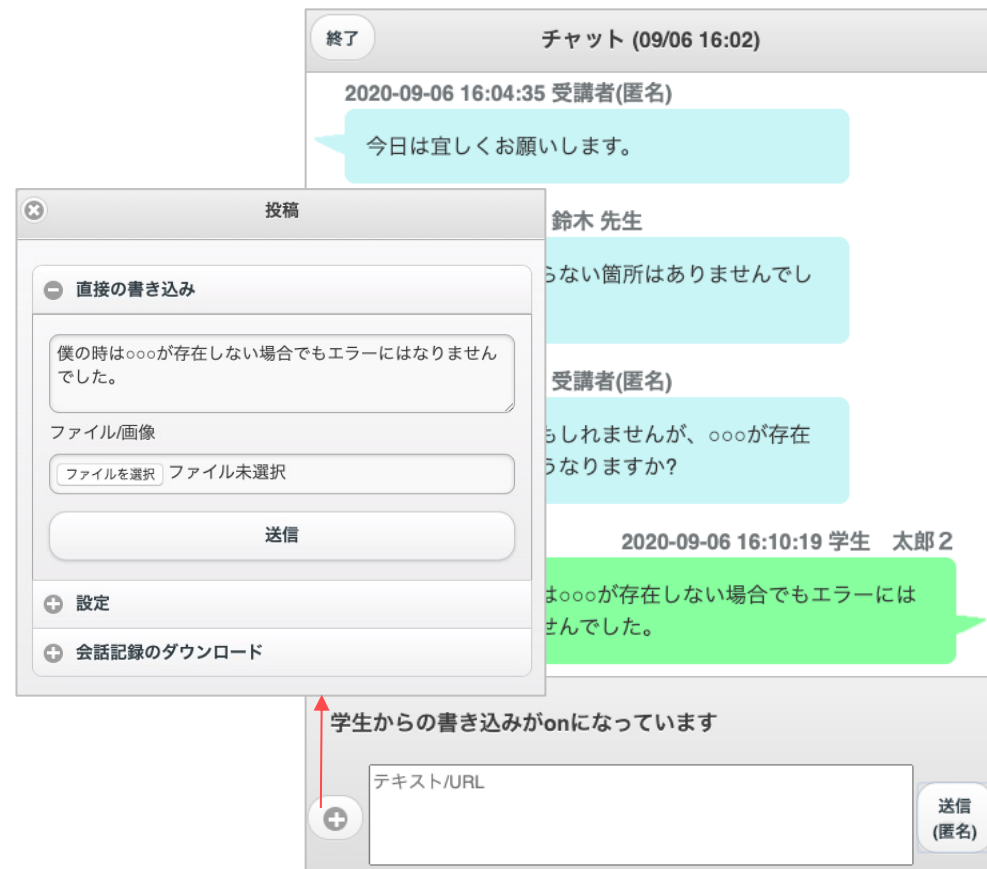 終了
チャット (09/06 16:02)
2020-09-06 16:04:35 受講者(匿名)
今日は宜しくお願いします。
鈴木 先生
らない箇所はありませんでし
受講者(匿名)
もしれませんが、○○○が存在
うなりますか?
2020-09-06 16:10:19 学生　太郎２
は○○○が存在しない場合でもエラーには
せんでした。
投稿
直接の書き込み
僕の時は○○○が存在しない場合でもエラーにはなりません
でした。
ファイル/画像
ファイルを選択 ファイル未選択
送信
設定
会話記録のダウンロード
学生からの書き込みがonになっています
テキスト/URL
送信
(匿名)